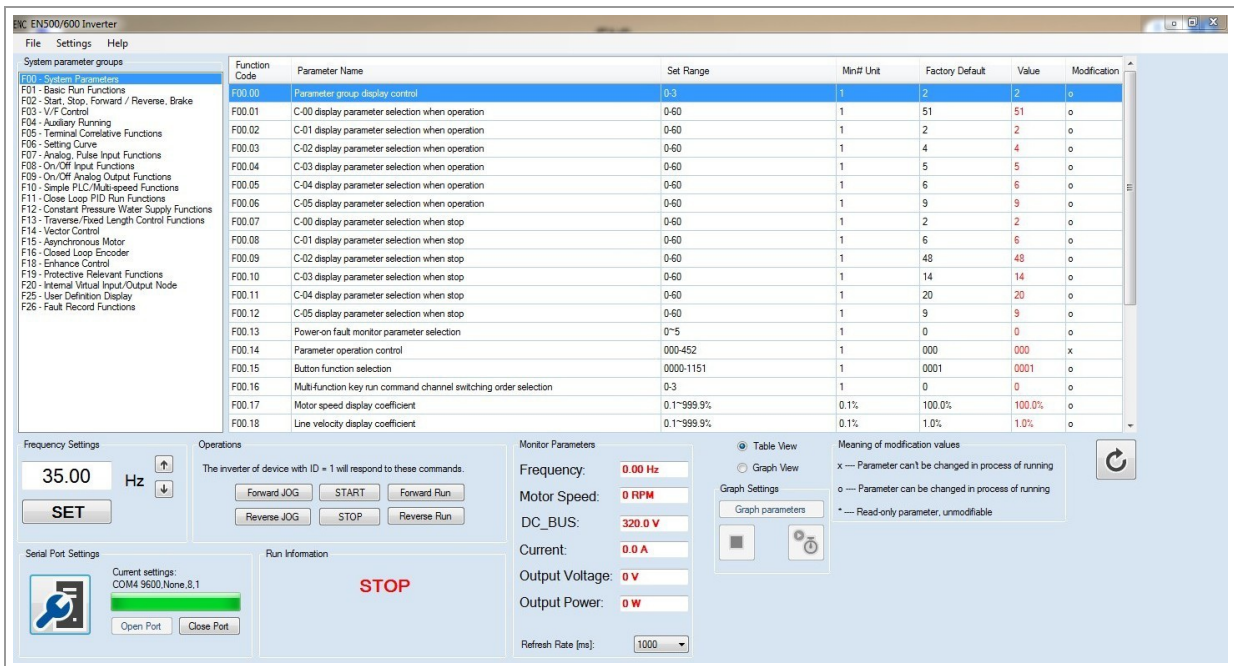 ENC EN500/600 Inverter
File Settings Help
System parameter groups
F00 - System Parameters
F01 - Basic Run Functions
F02 - Start, Stop, Forward / Reverse, Brake
F03 - V/F Control
F04 - Auxiliary Running
F05 - Terminal Correlative Functions
F06 - Setting Curve
F07 - Analog, Pulse Input Functions
F08 - On/Off Input Functions
F09 - On/Off Analog Output Functions
F10 - Simple PLC/Multi-speed Functions
F11 - Close Loop PID Run Functions
F12 - Constant Pressure Water Supply Functions
F13 - Traverse/Fixed Length Control Functions
F14 - Vector Control
F15 - Asynchronous Motor
F16 - Closed Loop Encoder
F18 - Enhance Control
F19 - Protective Relevant Functions
F20 - Internal Virtual Input/Output Node
F25 - User Definition Display
F26 - Fault Record Functions
Function Code Parameter Name Set Range Min# Unit Factory Default Value Modification
F00.00 Parameter group display control 0-3 1 2 2 o
F00.01 C-00 display parameter selection when operation 0-60 1 51 51 o
F00.02 C-01 display parameter selection when operation 0-60 1 2 2 o
F00.03 C-02 display parameter selection when operation 0-60 1 4 4 o
F00.04 C-03 display parameter selection when operation 0-60 1 5 5 o
F00.05 C-04 display parameter selection when operation 0-60 1 6 6 o
F00.06 C-05 display parameter selection when operation 0-60 1 9 9 o
F00.07 C-00 display parameter selection when stop 0-60 1 2 2 o
F00.08 C-01 display parameter selection when stop 0-60 1 6 6 o
F00.09 C-02 display parameter selection when stop 0-60 1 48 48 o
F00.10 C-03 display parameter selection when stop 0-60 1 14 14 o
F00.11 C-04 display parameter selection when stop 0-60 1 20 20 o
F00.12 C-05 display parameter selection when stop 0-60 1 9 9 o
F00.13 Power-on fault monitor parameter selection 0~5 1 0 0 o
F00.14 Parameter operation control 000-452 1 000 000 x
F00.15 Button function selection 0000-1151 1 0001 0001 o
F00.16 Multi-function key run command channel switching order selection 0-3 1 0 0 o
F00.17 Motor speed display coefficient 0.1~999.9% 0.1% 100.0% 100.0% o
F00.18 Line velocity display coefficient 0.1~999.9% 0.1% 1.0% 1.0% o
Frequency Settings
35.00 Hz
SET
Operations
The inverter of device with ID = 1 will respond to these commands.
Forward JOG START Forward Run
Reverse JOG STOP Reverse Run
Serial Port Settings
Current settings:
COM4 9600,None,8,1
Open Port Close Port
Run Information
STOP
Monitor Parameters
Frequency: 0.00 Hz
Motor Speed: 0 RPM
DC_BUS: 320.0 V
Current: 0.0 A
Output Voltage: 0 V
Output Power: 0 W
Refresh Rate [ms]: 1000
Table View
Graph View
Graph Settings
Graph parameters
Meaning of modification values
x --- Parameter can't be changed in process of running
o --- Parameter can be changed in process of running
* --- Read-only parameter, unmodifiable